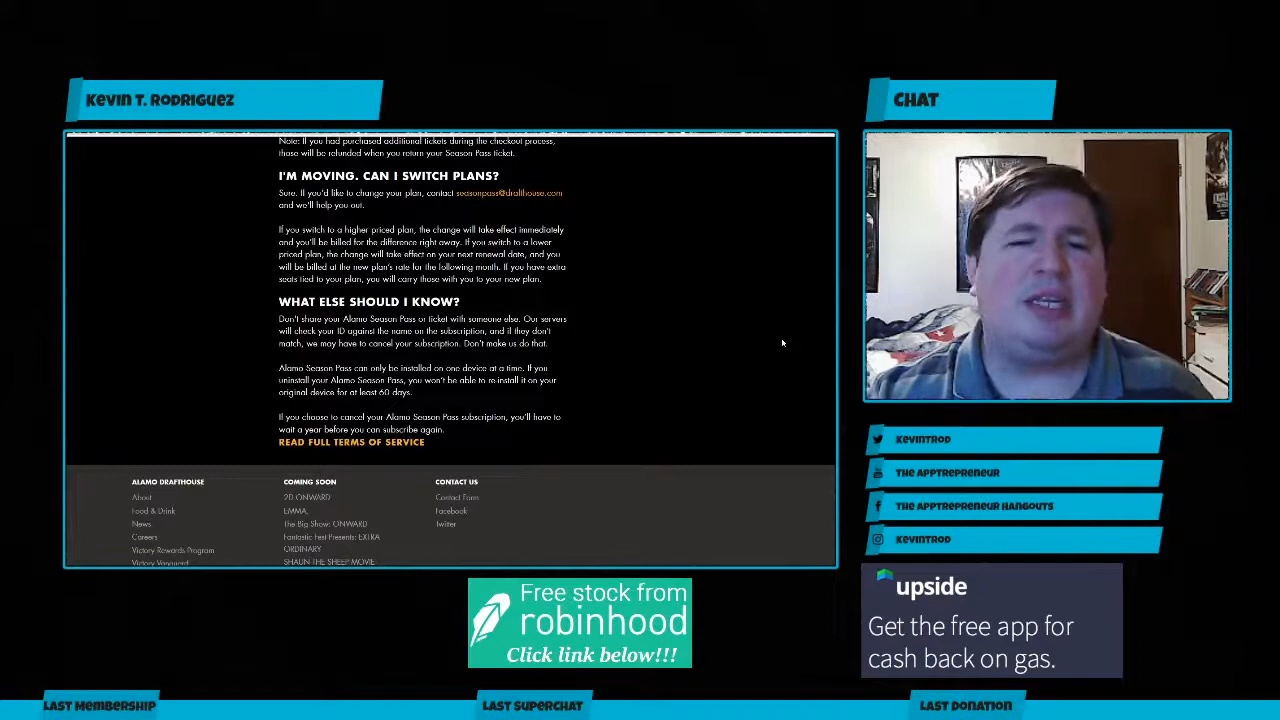 Kevin T. Rodriguez
CHAT
Note: If you had purchased additional tickets during the checkout process,
those will be refunded when you return your Season Pass ticket.
I'M MOVING. CAN I SWITCH PLANS?
Sure. If you'd like to change your plan, contact seasonpass@drafthouse.com
and we'll help you out.
If you switch to a higher priced plan, the change will take effect immediately
and you'll be billed for the difference right away. If you switch to a lower
priced plan, the change will take effect on your next renewal date, and you
will be billed at the new plan's rate for the following month. If you have extra
seats tied to your plan, you will carry those with you to your new plan.
WHAT ELSE SHOULD I KNOW?
Don't share your Alamo Season Pass or ticket with someone else. Our servers
will check your ID against the name on the subscription, and if they don't
match, we may have to cancel your subscription. Don't make us do that.
Alamo Season Pass can only be installed on one device at a time. If you
uninstall your Alamo Season Pass, you won't be able to re-install it on your
original device for at least 60 days.
If you choose to cancel your Alamo Season Pass subscription, you'll have to
wait a year before you can subscribe again.
READ FULL TERMS OF SERVICE
ALAMO DRAFTHOUSE
About
Food & Drink
News
Careers
Victory Rewards Program
Victory Vanguard
COMING SOON
2D ONWARD
EMMA.
The Big Show: ONWARD
Fantastic Fest Presents: EXTRA
ORDINARY
SHAUN THE SHEEP MOVIE
CONTACT US
Contact Form
Facebook
Twitter
KevinTRod
The Apptrepreneur
The Apptrepreneur Hangouts
KevinTRod
Free stock from
robinhood
Click link below!!!
upside
Get the free app for
cash back on gas.
Last Membership
Last Superchat
Last Donation